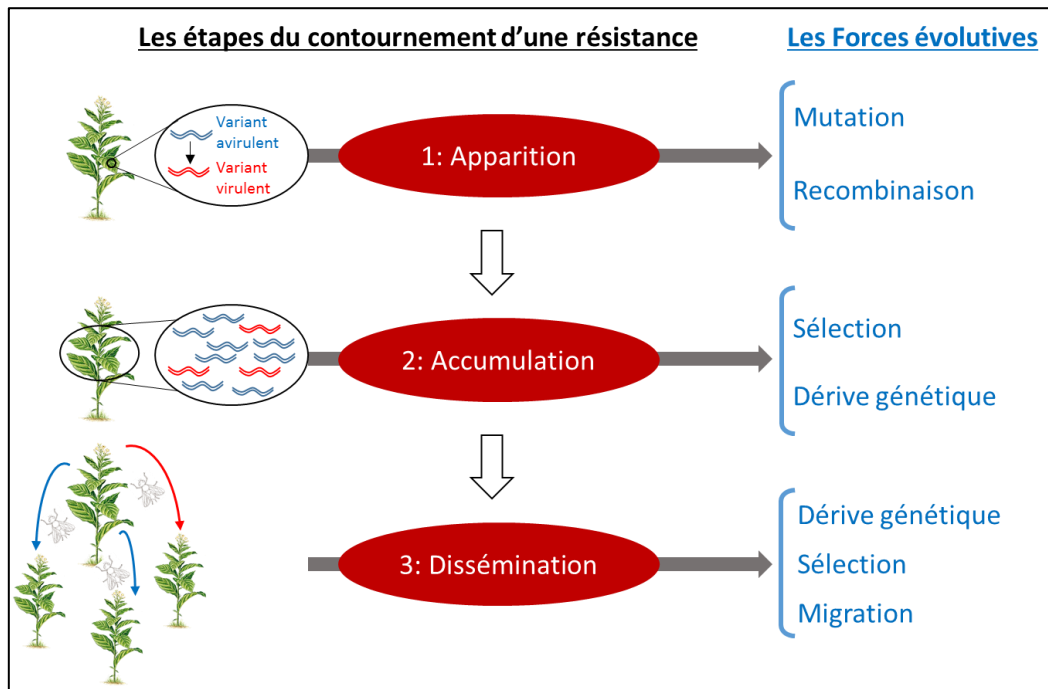 Les étapes du contournement d'une résistance
Les Forces évolutives
Variant
avirulent
Variant
virulent
1: Apparition
Mutation
Recombinaison
2: Accumulation
Sélection
Dérive génétique
3: Dissémination
Dérive génétique
Sélection
Migration